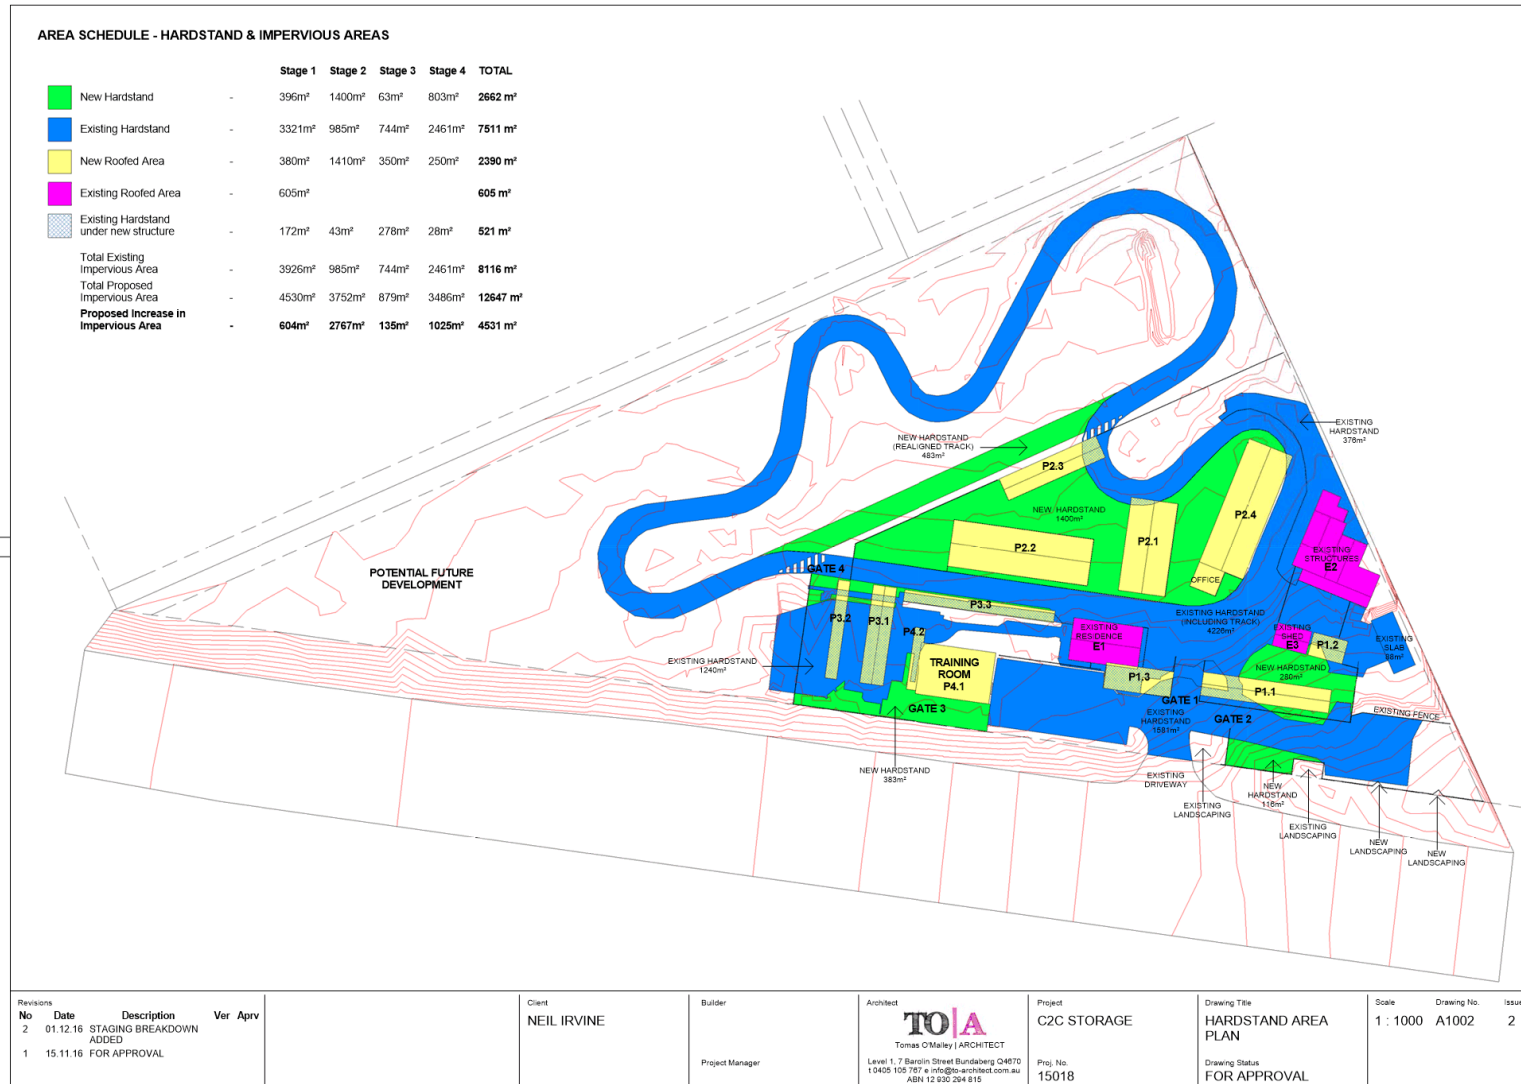 AREA SCHEDULE - HARDSTAND & IMPERVIOUS AREAS
Stage 1 Stage 2 Stage 3 Stage 4 TOTAL
New Hardstand - 396m² 1400m² 63m² 803m² 2662 m²
Existing Hardstand - 3321m² 985m² 744m² 2461m² 7511 m²
New Roofed Area - 380m² 1410m² 350m² 250m² 2390 m²
Existing Roofed Area - 605m² 605 m²
Existing Hardstand
under new structure - 172m² 43m² 278m² 28m² 521 m²
Total Existing
Impervious Area - 3926m² 985m² 744m² 2461m² 8116 m²
Total Proposed
Impervious Area - 4530m² 3752m² 879m² 3486m² 12647 m²
Proposed Increase in
Impervious Area - 604m² 2767m² 135m² 1025m² 4531 m²
EXISTING
HARDSTAND
376m²
NEW HARDSTAND
(REALIGNED TRACK)
483m²
P2.3
NEW HARDSTAND
1400m²
P2.4
P2.1
P2.2
EXISTING
STRUCTURES
E2
OFFICE
POTENTIAL FUTURE
DEVELOPMENT
GATE 4
P3.3
P3.2
P3.1
P4.2
EXISTING HARDSTAND
(INCLUDING TRACK)
4226m²
EXISTING
RESIDENCE
E1
EXISTING
SHED
E3
P1.2
EXISTING
SLAB
88m²
EXISTING HARDSTAND
1240m²
TRAINING
ROOM
P4.1
NEW HARDSTAND
280m²
P1.3
P1.1
GATE 1
GATE 3
EXISTING
HARDSTAND
1581m²
GATE 2
EXISTING FENCE
NEW HARDSTAND
383m²
EXISTING
DRIVEWAY
NEW
HARDSTAND
116m²
EXISTING
LANDSCAPING
EXISTING
LANDSCAPING
NEW
LANDSCAPING
NEW
LANDSCAPING
Revisions
No Date Description Ver Aprv
2 01.12.16 STAGING BREAKDOWN
ADDED
1 15.11.16 FOR APPROVAL
Client
NEIL IRVINE
Builder
Project Manager
Architect
TO|A
Tomas O'Malley | ARCHITECT
Level 1, 7 Barolin Street Bundaberg Q4670
t 0405 105 767 e info@to-architect.com.au
ABN 12 930 294 815
Project
C2C STORAGE
Proj. No.
15018
Drawing Title
HARDSTAND AREA
PLAN
Drawing Status
FOR APPROVAL
Scale
1 : 1000
Drawing No.
A1002
Issue
2